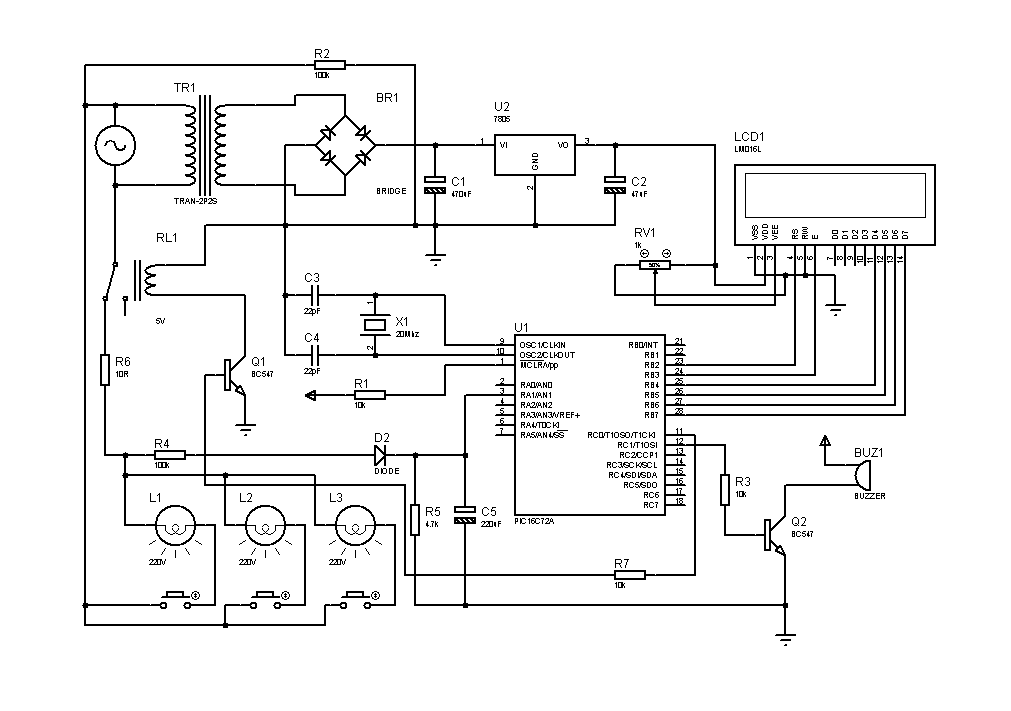 R2
100k
TR1
TRAN-2P2S
BR1
BRIDGE
U2
7805
1 VI VO 3
GND
2
C1
470uF
C2
47uF
LCD1
LM016L
VSS VDD VEE RS RW E D0 D1 D2 D3 D4 D5 D6 D7
1 2 3 4 5 6 7 8 9 10 11 12 13 14
RV1
1k
50%
RL1
5V
C3
22pF
C4
22pF
1
X1
20Mhz
2
R1
10k
R6
10R
Q1
BC547
U1
9 OSC1/CLKIN RB0/INT 21
10 OSC2/CLKOUT RB1 22
1 MCLR/Vpp RB2 23
RB3 24
2 RA0/AN0 RB4 25
3 RA1/AN1 RB5 26
4 RA2/AN2 RB6 27
5 RA3/AN3/VREF+ RB7 28
6 RA4/T0CKI
7 RA5/AN4/SS RC0/T1OSO/T1CKI 11
RC1/T1OSI 12
RC2/CCP1 13
RC3/SCK/SCL 14
RC4/SDI/SDA 15
RC5/SDO 16
RC6 17
RC7 18
PIC16C72A
R4
100k
D2
DIODE
R5
4.7k
C5
220uF
L1
220V
L2
220V
L3
220V
R7
10k
R3
10k
Q2
BC547
BUZ1
BUZZER